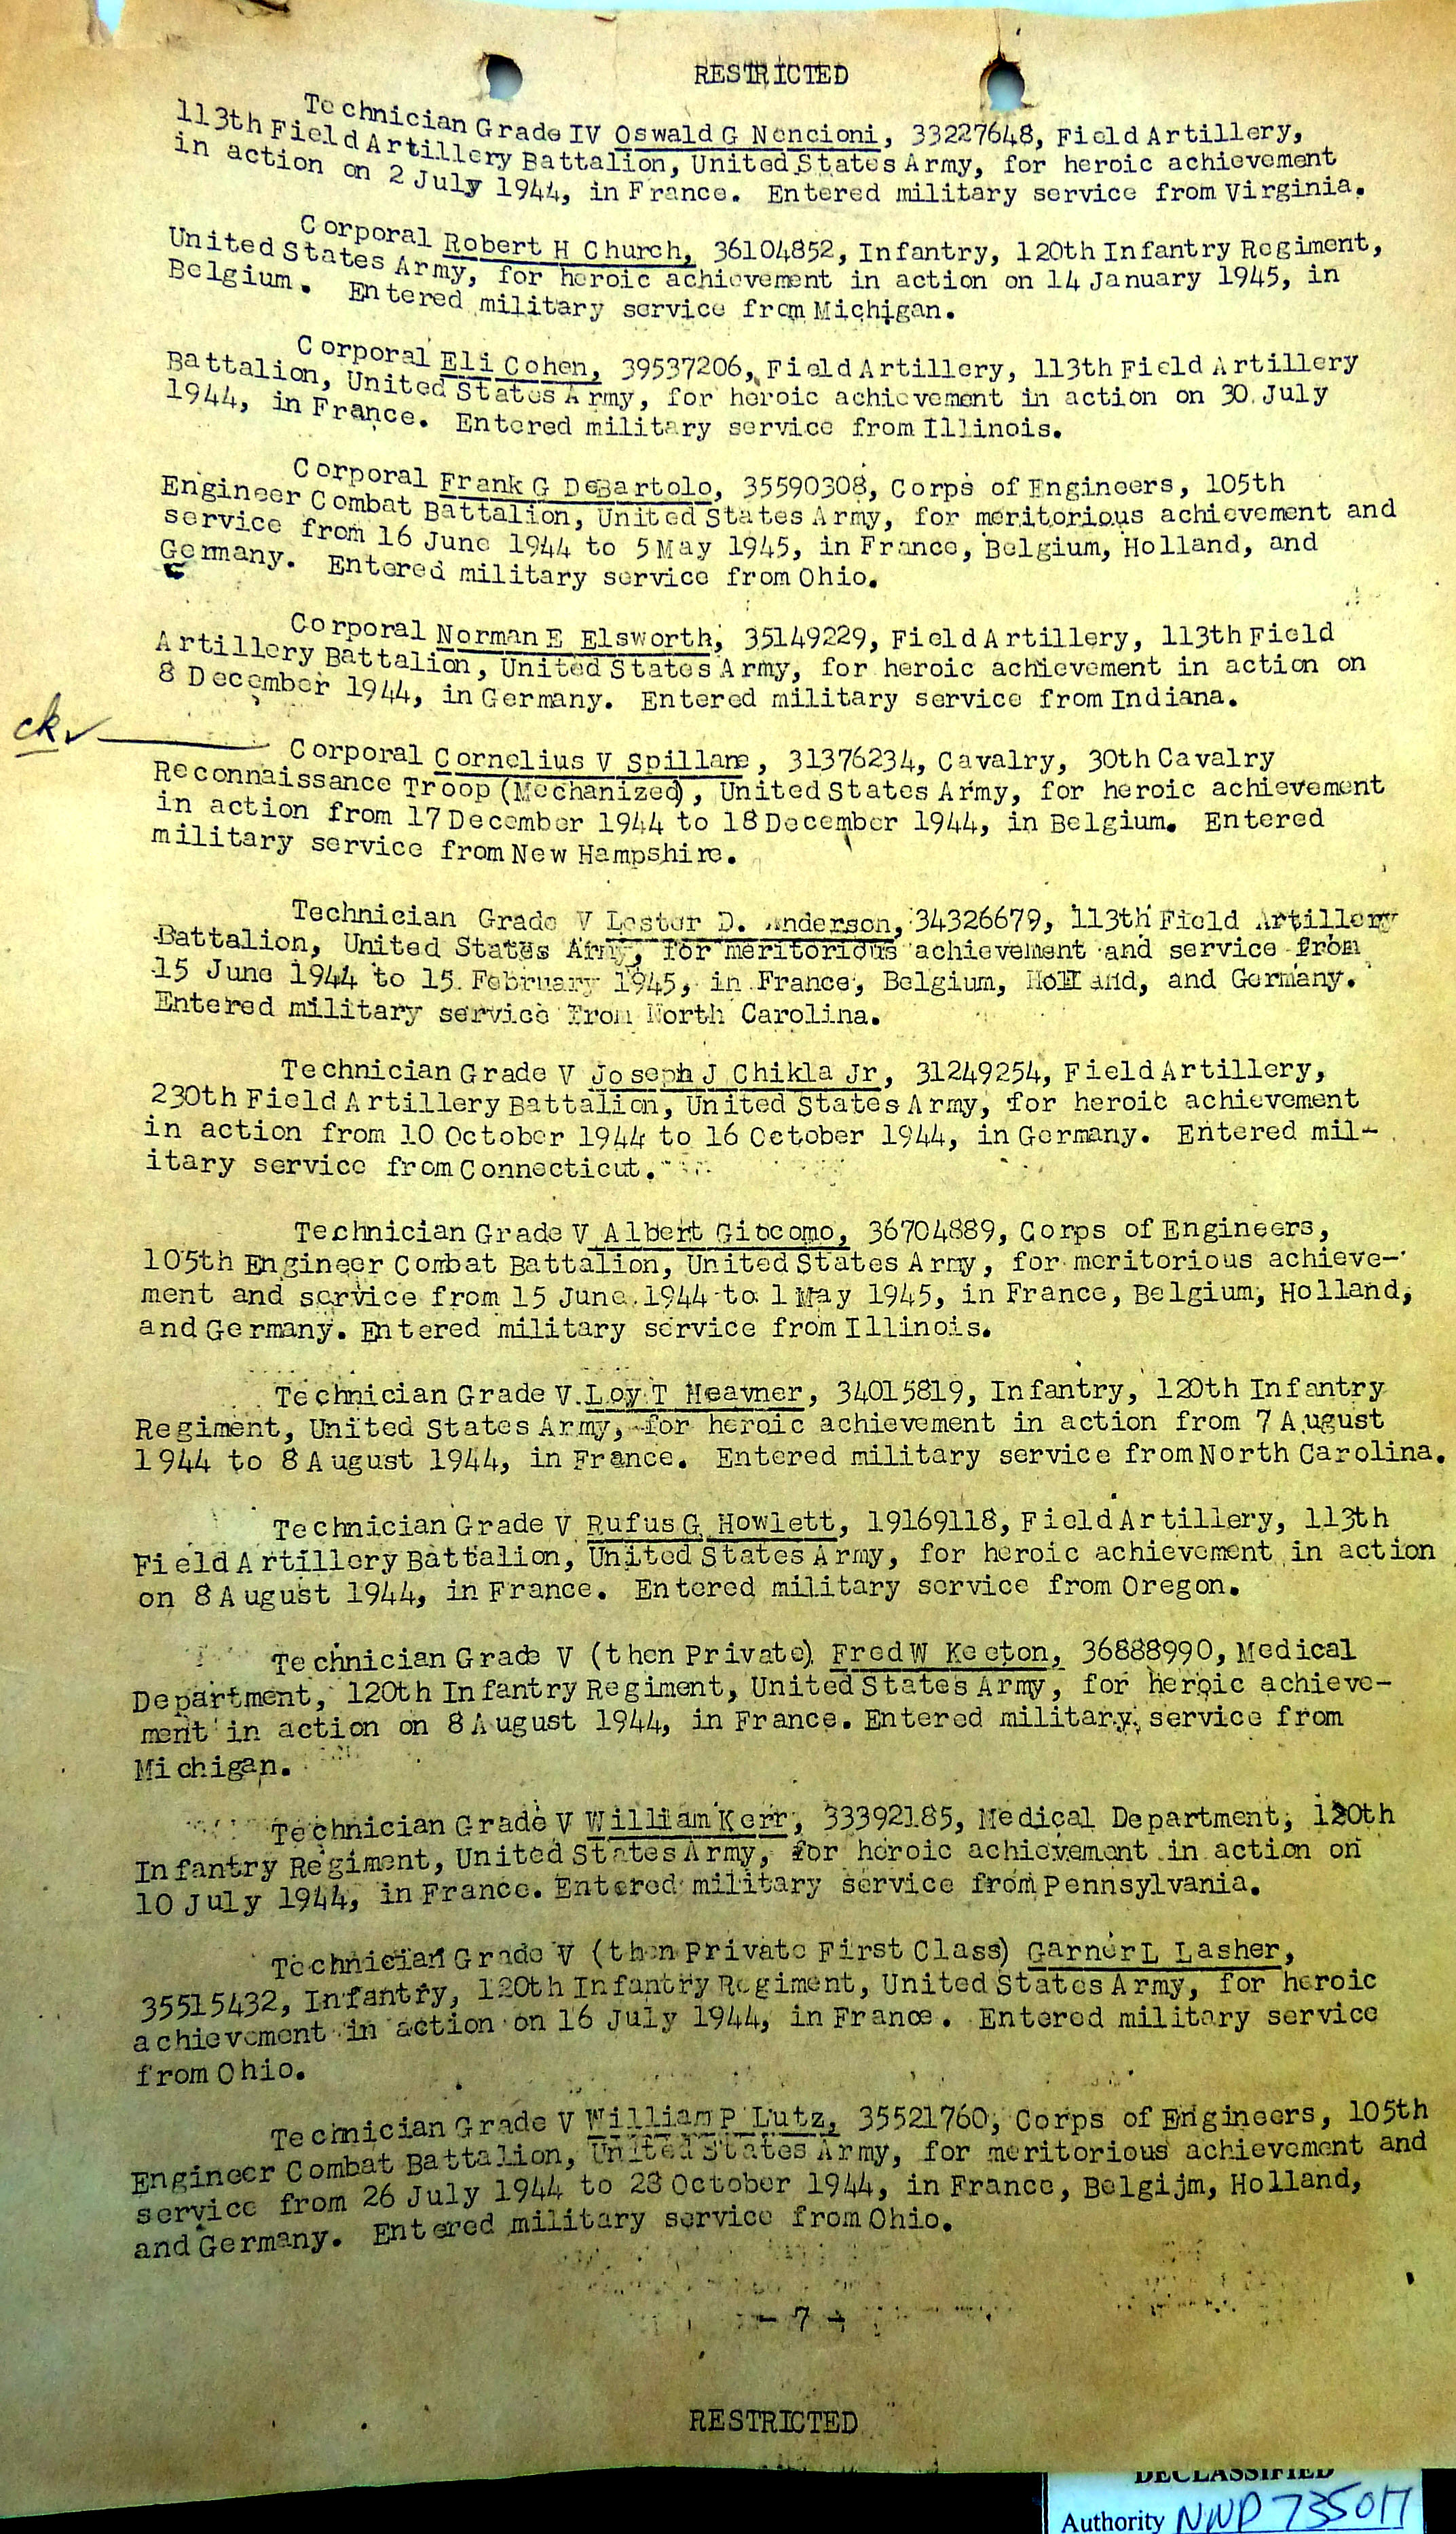 RESTRICTED
Technician Grade IV Oswald G Nencioni, 33227648, Field Artillery,
113th Field Artillery Battalion, United States Army, for heroic achievement
in action on 2 July 1944, in France. Entered military service from Virginia.
Corporal Robert H Church, 36104852, Infantry, 120th Infantry Regiment,
United States Army, for heroic achievement in action on 14 January 1945, in
Belgium. Entered military service from Michigan.
Corporal Eli Cohen, 39537206, Field Artillery, 113th Field Artillery
Battalion, United States Army, for heroic achievement in action on 30 July
1944, in France. Entered military service from Illinois.
Corporal Frank G DeBartolo, 35590308, Corps of Engineers, 105th
Engineer Combat Battalion, United States Army, for meritorious achievement and
service from 16 June 1944 to 5 May 1945, in France, Belgium, Holland, and
Germany. Entered military service from Ohio.
Corporal Norman E Elsworth, 35149229, Field Artillery, 113th Field
Artillery Battalion, United States Army, for heroic achievement in action on
8 December 1944, in Germany. Entered military service from Indiana.
ck ✓
Corporal Cornelius V Spillane, 31376234, Cavalry, 30th Cavalry
Reconnaissance Troop (Mechanized), United States Army, for heroic achievement
in action from 17 December 1944 to 18 December 1944, in Belgium. Entered
military service from New Hampshire.
Technician Grade V Lester D. Anderson, 34326679, 113th Field Artillery
Battalion, United States Army, for meritorious achievement and service from
15 June 1944 to 15 February 1945, in France, Belgium, Holland, and Germany.
Entered military service from North Carolina.
Technician Grade V Joseph J Chikla Jr, 31249254, Field Artillery,
230th Field Artillery Battalion, United States Army, for heroic achievement
in action from 10 October 1944 to 16 October 1944, in Germany. Entered mil-
itary service from Connecticut.
Technician Grade V Albert Giocomo, 36704889, Corps of Engineers,
105th Engineer Combat Battalion, United States Army, for meritorious achieve-
ment and service from 15 June 1944 to 1 May 1945, in France, Belgium, Holland,
and Germany. Entered military service from Illinois.
Technician Grade V Loy T Heavner, 34015819, Infantry, 120th Infantry
Regiment, United States Army, for heroic achievement in action from 7 August
1944 to 8 August 1944, in France. Entered military service from North Carolina.
Technician Grade V Rufus G Howlett, 19169118, Field Artillery, 113th
Field Artillery Battalion, United States Army, for heroic achievement in action
on 8 August 1944, in France. Entered military service from Oregon.
Technician Grade V (then Private) Fred W Keeton, 36888990, Medical
Department, 120th Infantry Regiment, United States Army, for heroic achieve-
ment in action on 8 August 1944, in France. Entered military service from
Michigan.
Technician Grade V William Kerr, 33392185, Medical Department, 120th
Infantry Regiment, United States Army, for heroic achievement in action on
10 July 1944, in France. Entered military service from Pennsylvania.
Technician Grade V (then Private First Class) Garner L Lasher,
35515432, Infantry, 120th Infantry Regiment, United States Army, for heroic
achievement in action on 16 July 1944, in France. Entered military service
from Ohio.
Technician Grade V William P Lutz, 35521760, Corps of Engineers, 105th
Engineer Combat Battalion, United States Army, for meritorious achievement and
service from 26 July 1944 to 28 October 1944, in France, Belgijm, Holland,
and Germany. Entered military service from Ohio.
- 7 -
RESTRICTED
DECLASSIFIED
Authority NND 735017